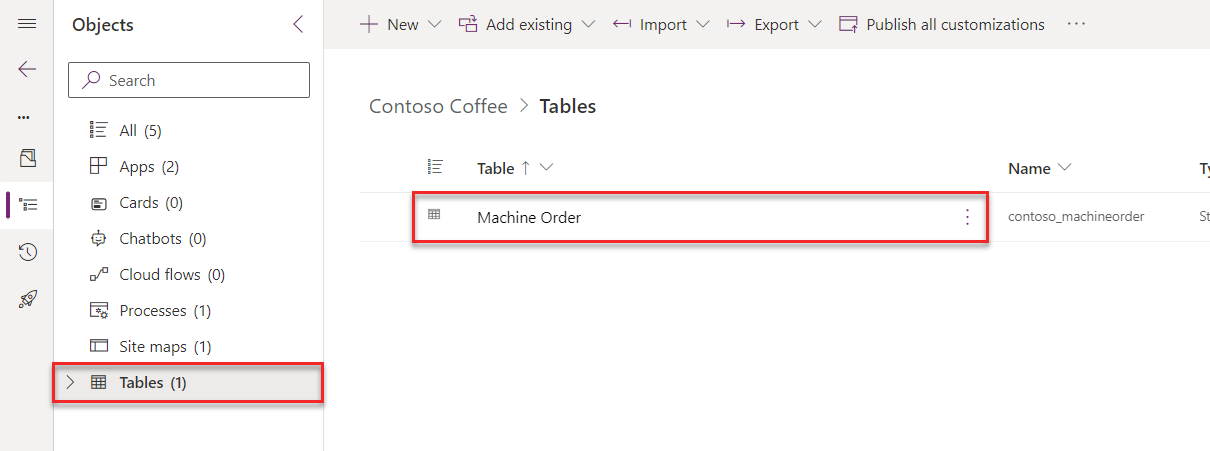 Objects
New
Add existing
Import
Export
Publish all customizations
Search
All (5)
Apps (2)
Cards (0)
Chatbots (0)
Cloud flows (0)
Processes (1)
Site maps (1)
Tables (1)
Contoso Coffee > Tables
Table ↑ Name Ty
Machine Order contoso_machineorder St